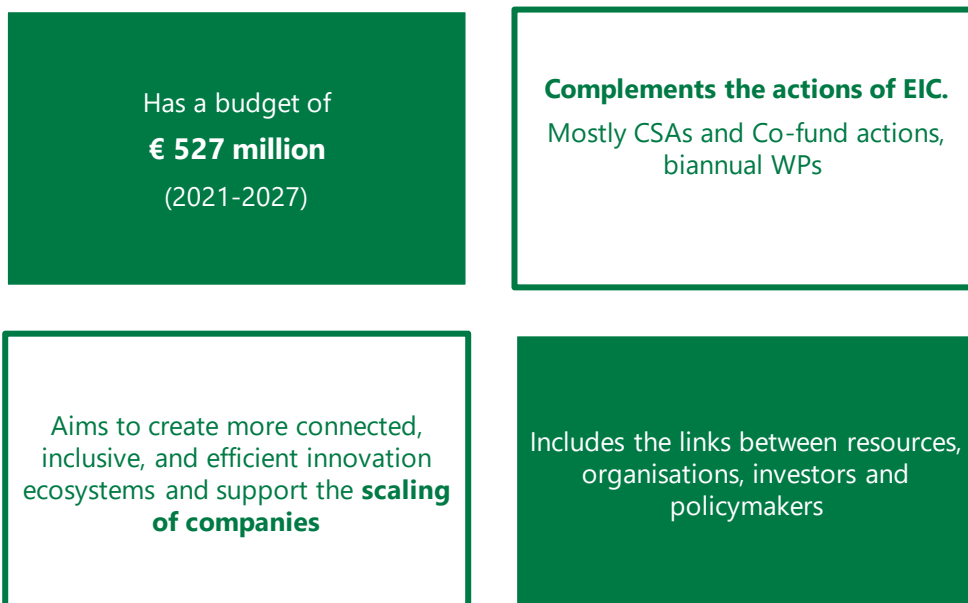 Has a budget of
€ 527 million
(2021-2027)
Complements the actions of EIC.
Mostly CSAs and Co-fund actions,
biannual WPs
Aims to create more connected,
inclusive, and efficient innovation
ecosystems and support the scaling
of companies
Includes the links between resources,
organisations, investors and
policymakers